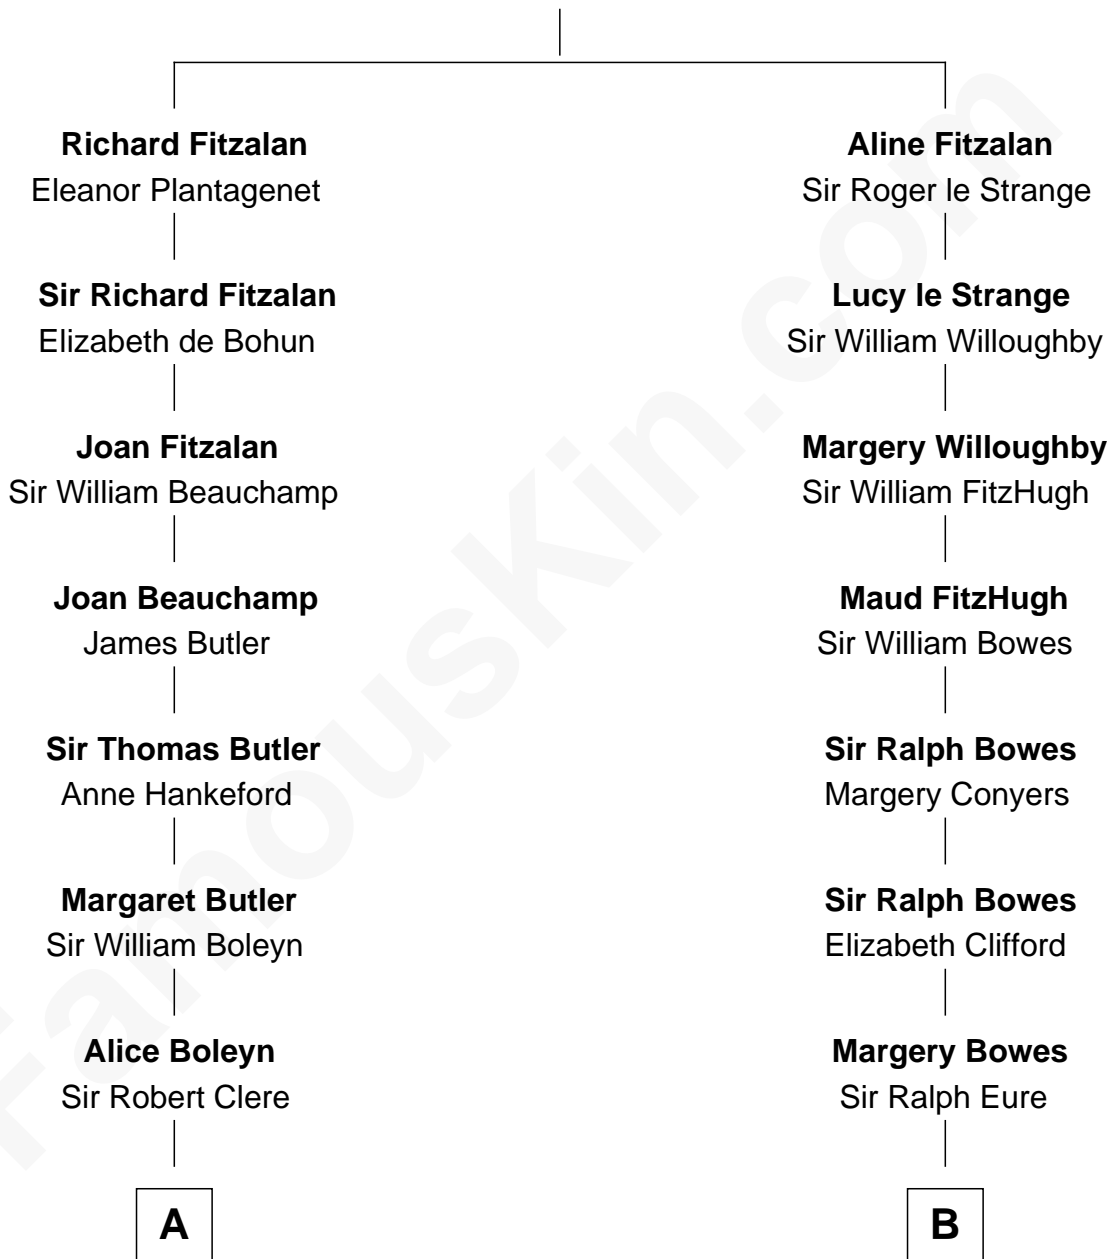 Richard Fitzalan
Eleanor Plantagenet
Sir Richard Fitzalan
Elizabeth de Bohun
Joan Fitzalan
Sir William Beauchamp
Joan Beauchamp
James Butler
Sir Thomas Butler
Anne Hankeford
Margaret Butler
Sir William Boleyn
Alice Boleyn
Sir Robert Clere
A
Aline Fitzalan
Sir Roger le Strange
Lucy le Strange
Sir William Willoughby
Margery Willoughby
Sir William FitzHugh
Maud FitzHugh
Sir William Bowes
Sir Ralph Bowes
Margery Conyers
Sir Ralph Bowes
Elizabeth Clifford
Margery Bowes
Sir Ralph Eure
B
FamousKin.com